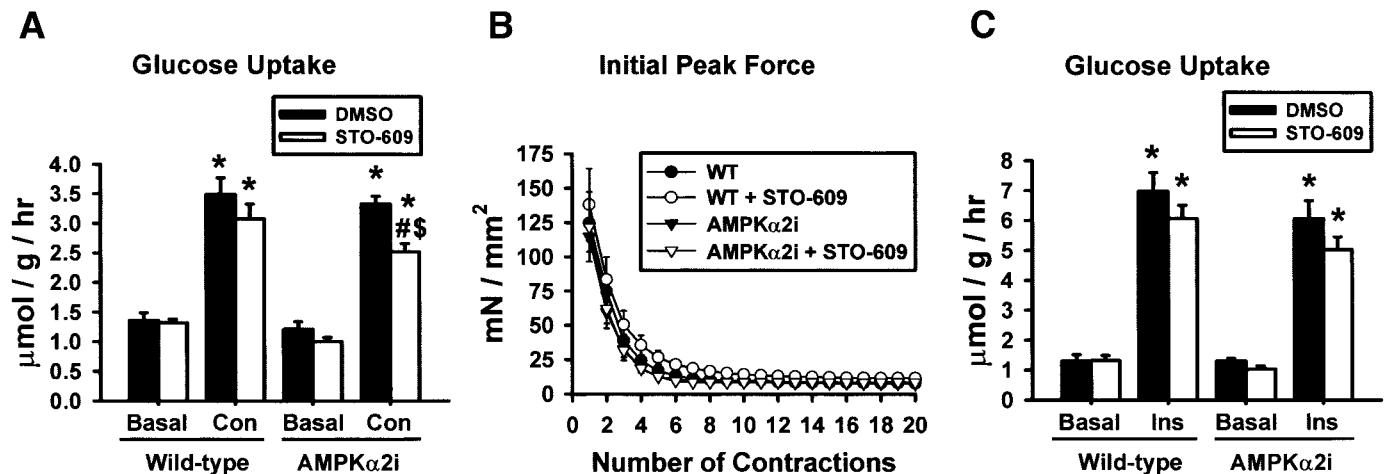 A
Glucose Uptake
DMSO
STO-609
μmol / g / hr
4.0
3.5
3.0
2.5
2.0
1.5
1.0
0.5
0.0
*
*
*
*
#$
Basal
Con
Basal
Con
Wild-type
AMPKα2i
B
Initial Peak Force
WT
WT + STO-609
AMPKα2i
AMPKα2i + STO-609
mN / mm²
175
150
125
100
75
50
25
0
0 2 4 6 8 10 12 14 16 18 20
Number of Contractions
C
Glucose Uptake
DMSO
STO-609
μmol / g / hr
8
7
6
5
4
3
2
1
0
*
*
*
*
Basal
Ins
Basal
Ins
Wild-type
AMPKα2i